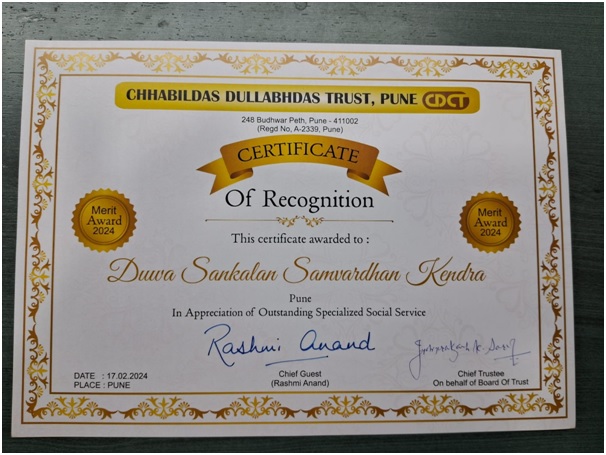 CHHABILDAS DULLABHDAS TRUST, PUNE CDCT
248 Budhwar Peth, Pune - 411002
(Regd No, A-2339, Pune)
CERTIFICATE
Of Recognition
Merit
Award
2024
Merit
Award
2024
This certificate awarded to :
Duwa Sankalan Samvardhan Kendra
Pune
In Appreciation of Outstanding Specialized Social Service
Rashmi Anand
DATE : 17.02.2024
PLACE : PUNE
Chief Guest
(Rashmi Anand)
Chief Trustee
On behalf of Board Of Trust